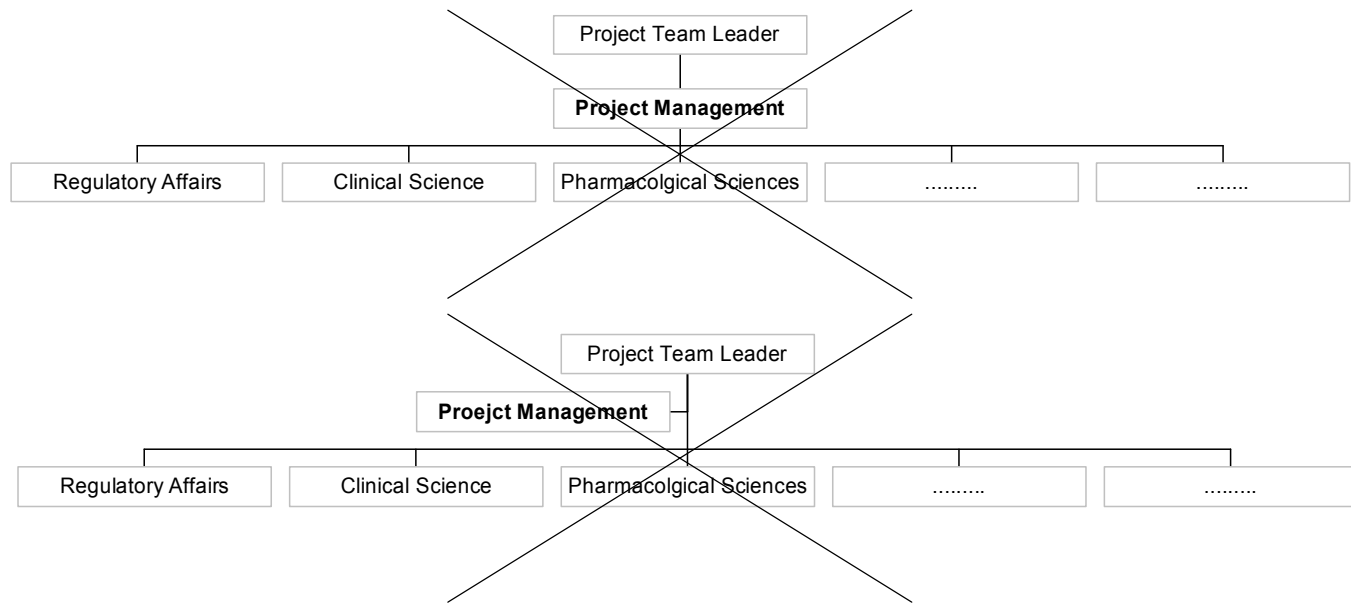 Project Team Leader
Project Management
Regulatory Affairs
Clinical Science
Pharmacolgical Sciences
.........
.........
Project Team Leader
Proejct Management
Regulatory Affairs
Clinical Science
Pharmacolgical Sciences
.........
.........